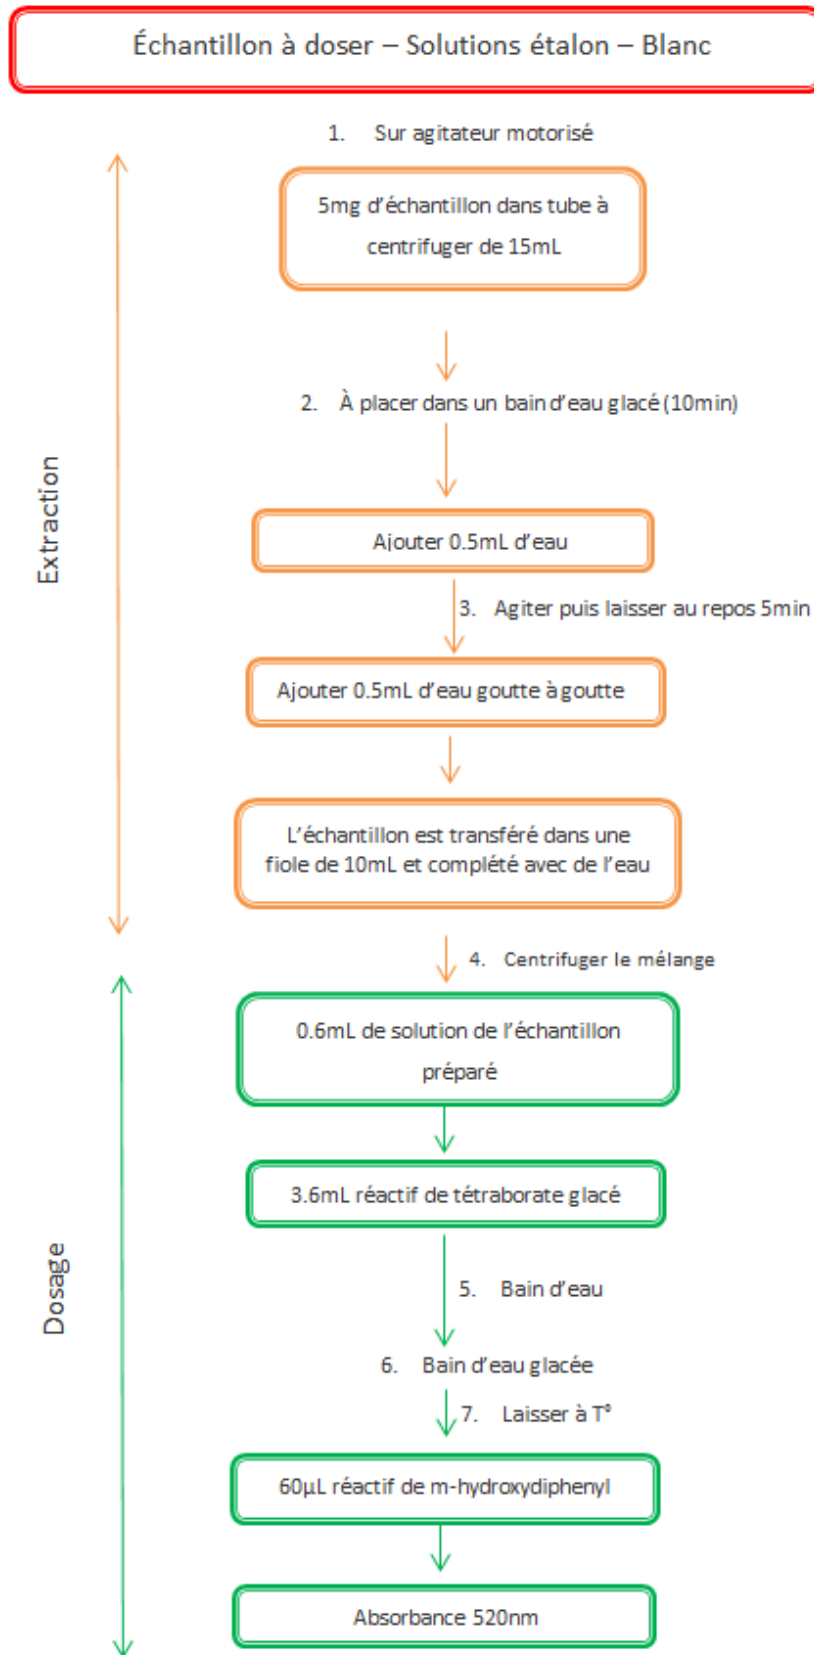 Échantillon à doser – Solutions étalon – Blanc
1. Sur agitateur motorisé
5mg d'échantillon dans tube à
centrifuger de 15mL
2. À placer dans un bain d'eau glacé (10min)
Extraction
Ajouter 0.5mL d'eau
3. Agiter puis laisser au repos 5min
Ajouter 0.5mL d'eau goutte à goutte
L'échantillon est transféré dans une
fiole de 10mL et complété avec de l'eau
4. Centrifuger le mélange
0.6mL de solution de l'échantillon
préparé
3.6mL réactif de tétraborate glacé
Dosage
5. Bain d'eau
6. Bain d'eau glacée
7. Laisser à T°
60µL réactif de m-hydroxydiphenyl
Absorbance 520nm